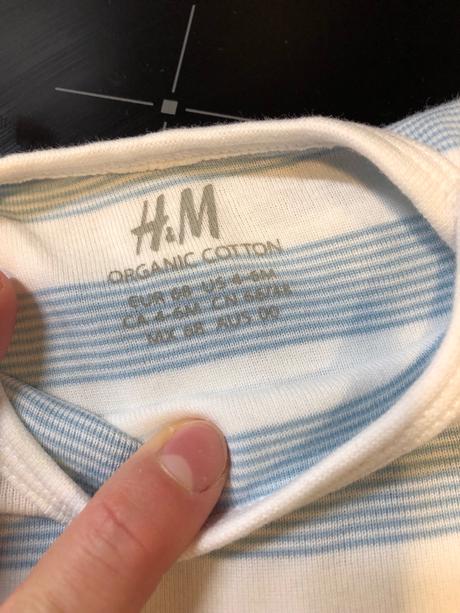 H&M
ORGANIC COTTON
EUR 68 US 4-6M
CA 4-6M CN 66/44
MX 68 AUS 00